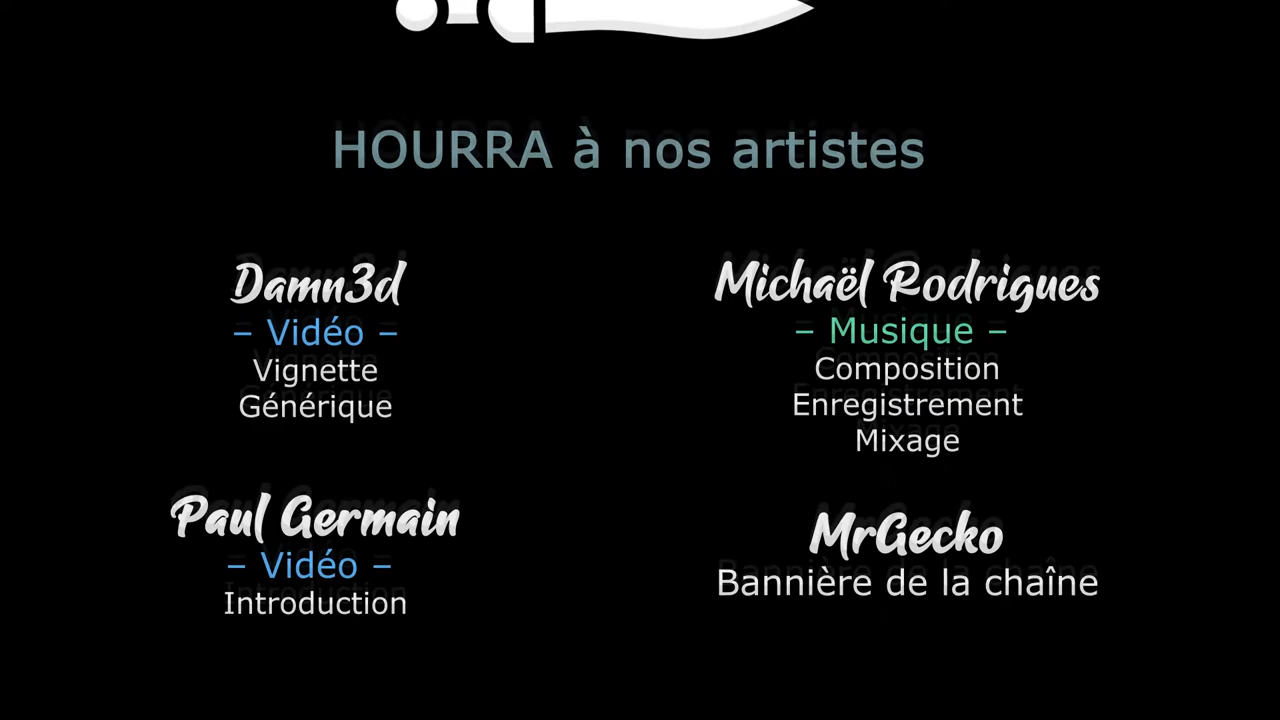 HOURRA à nos artistes
Damn3d
– Vidéo –
Vignette
Générique
Paul Germain
– Vidéo –
Introduction
Michaël Rodrigues
– Musique –
Composition
Enregistrement
Mixage
MrGecko
Bannière de la chaîne